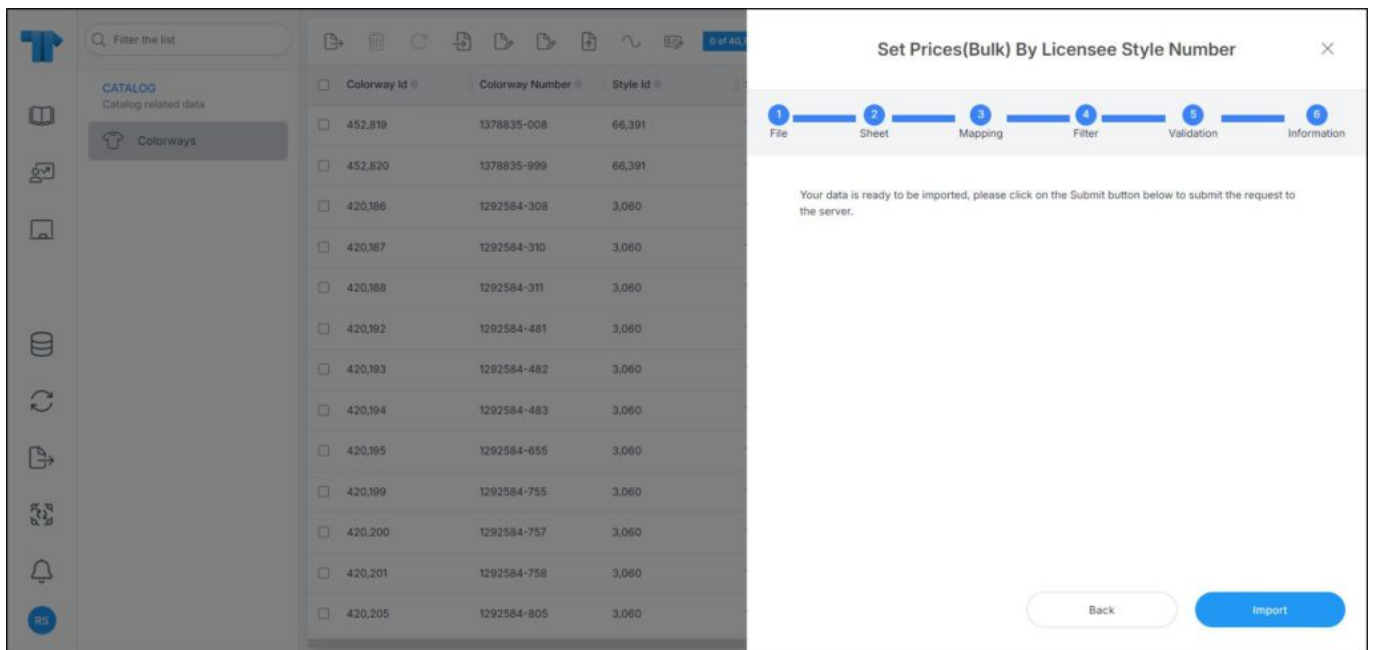 Filter the list
CATALOG
Catalog related data
Colorways
RS
0 of 40,
Colorway Id Colorway Number Style Id
452,819 1378835-008 66,391
452,820 1378835-999 66,391
420,186 1292584-308 3,060
420,187 1292584-310 3,060
420,188 1292584-311 3,060
420,192 1292584-481 3,060
420,193 1292584-482 3,060
420,194 1292584-483 3,060
420,195 1292584-655 3,060
420,199 1292584-755 3,060
420,200 1292584-757 3,060
420,201 1292584-758 3,060
420,205 1292584-805 3,060
Set Prices(Bulk) By Licensee Style Number
1 2 3 4 5 6
File Sheet Mapping Filter Validation Information
Your data is ready to be imported, please click on the Submit button below to submit the request to
the server.
Back Import